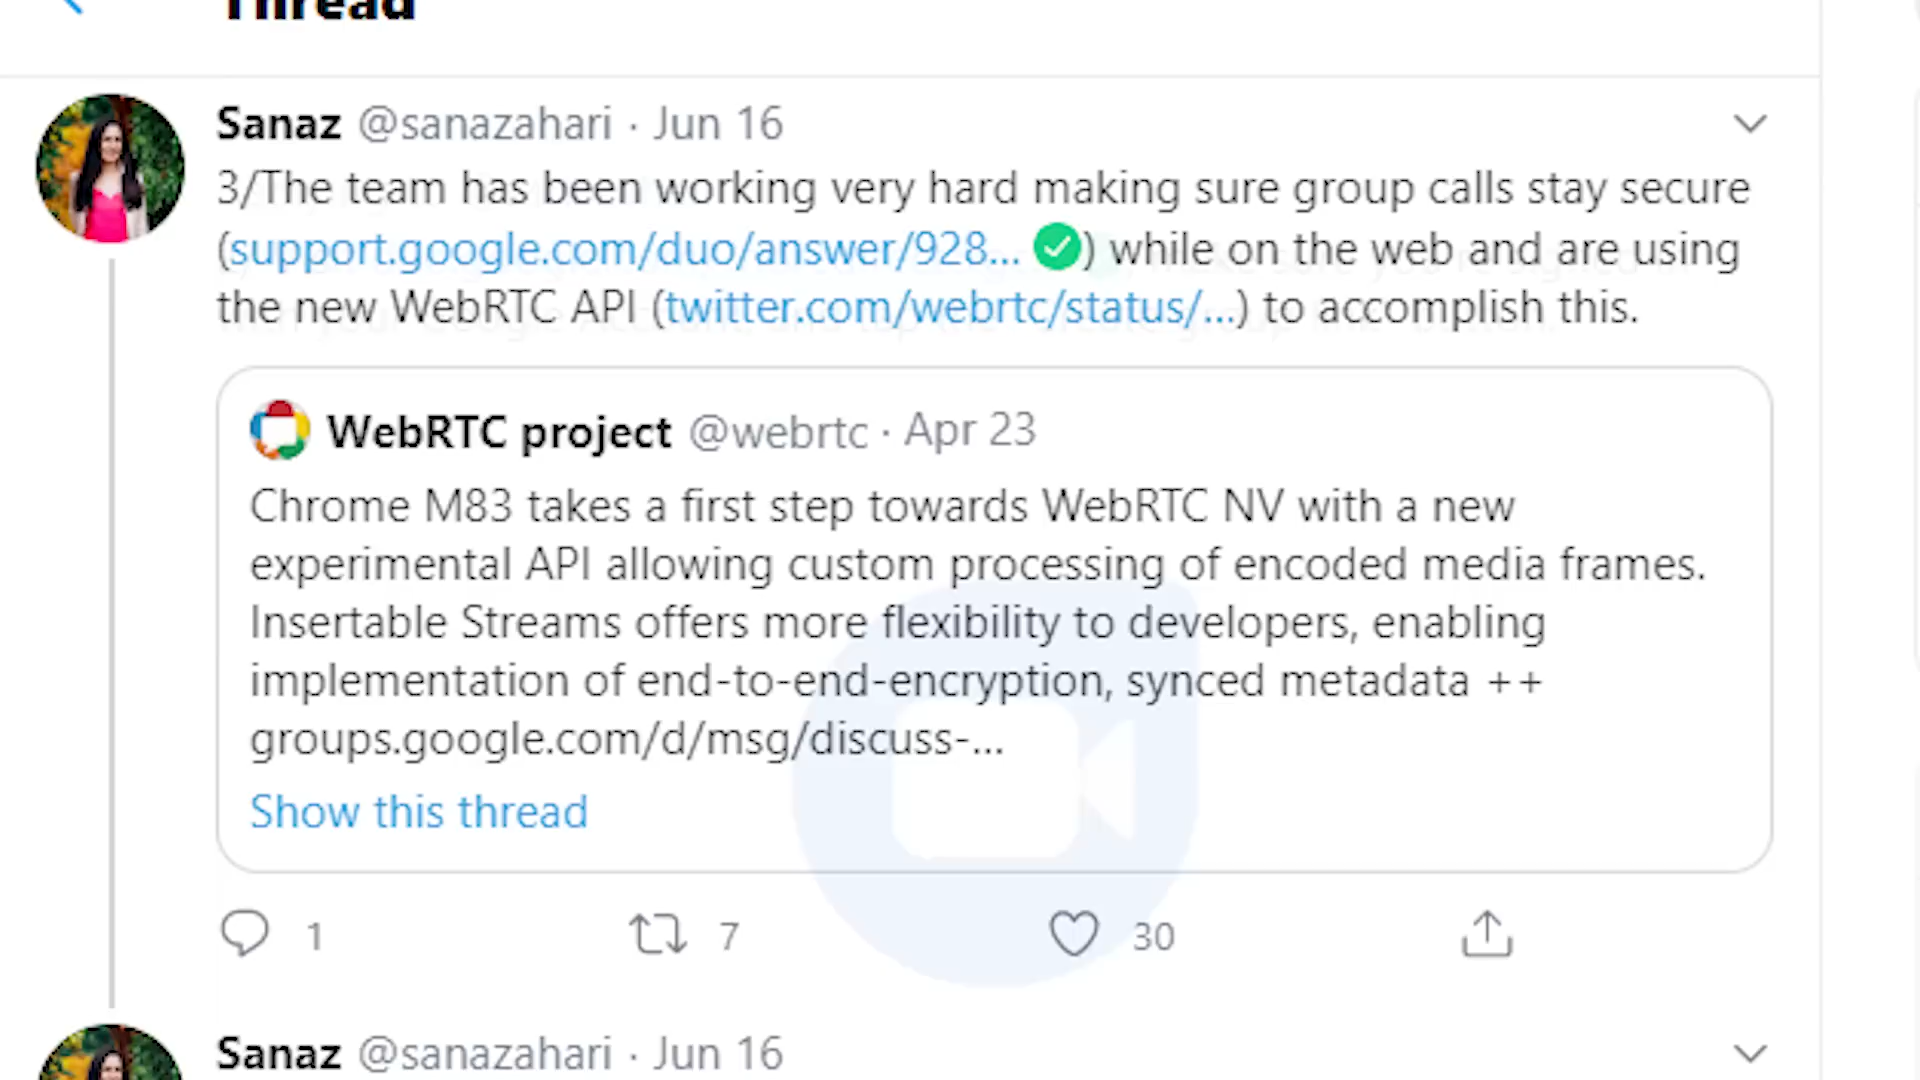 Thread
Sanaz @sanazahari · Jun 16
3/The team has been working very hard making sure group calls stay secure
(support.google.com/duo/answer/928... ✅) while on the web and are using
the new WebRTC API (twitter.com/webrtc/status/...) to accomplish this.
WebRTC project @webrtc · Apr 23
Chrome M83 takes a first step towards WebRTC NV with a new
experimental API allowing custom processing of encoded media frames.
Insertable Streams offers more flexibility to developers, enabling
implementation of end-to-end-encryption, synced metadata ++
groups.google.com/d/msg/discuss-...
Show this thread
1 7 30
Sanaz @sanazahari · Jun 16